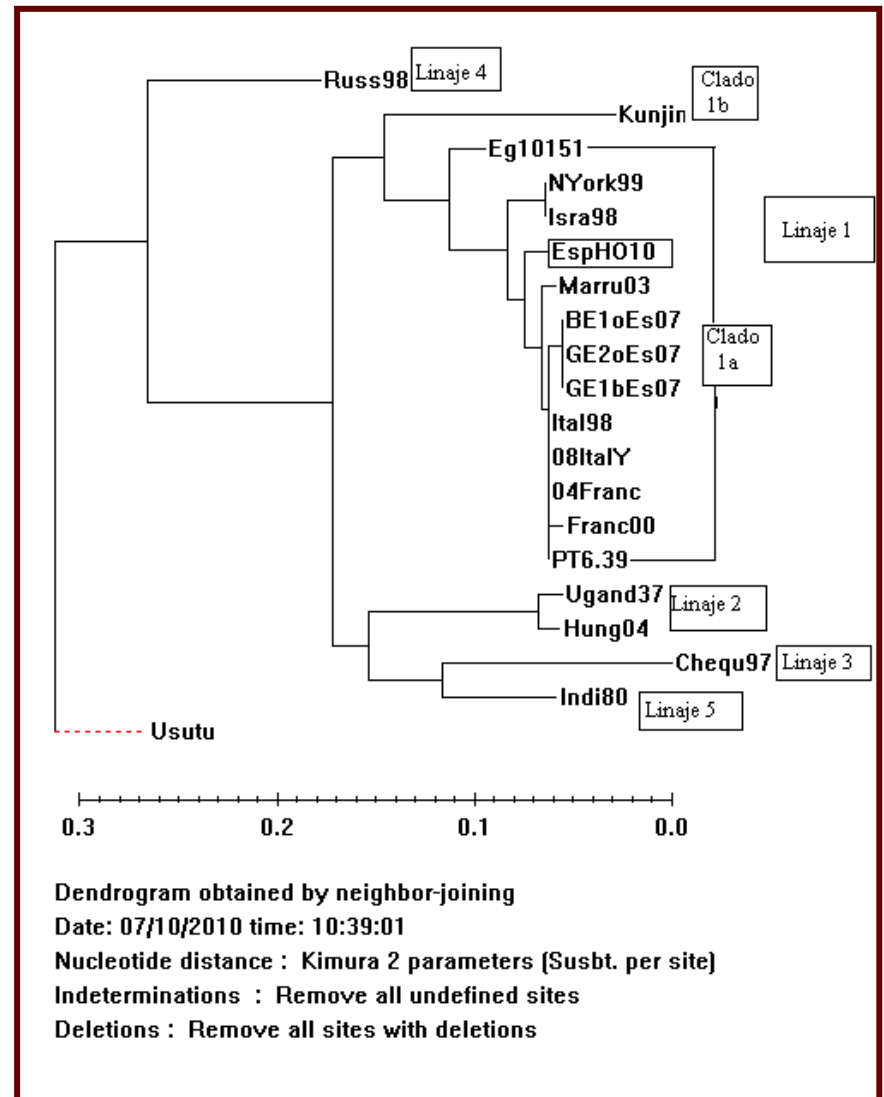 Russ98
Linaje 4
Clado
1b
Kunjin
Eg10151
NYork99
Isra98
Linaje 1
EspHO10
Marru03
BE1oEs07
Clado
1a
GE2oEs07
GE1bEs07
Ital98
08ItalY
04Franc
Franc00
PT6.39
Ugand37
Linaje 2
Hung04
Chequ97
Linaje 3
Indi80
Linaje 5
Usutu
0.3 0.2 0.1 0.0
Dendrogram obtained by neighbor-joining
Date: 07/10/2010 time: 10:39:01
Nucleotide distance : Kimura 2 parameters (Susbt. per site)
Indeterminations : Remove all undefined sites
Deletions : Remove all sites with deletions